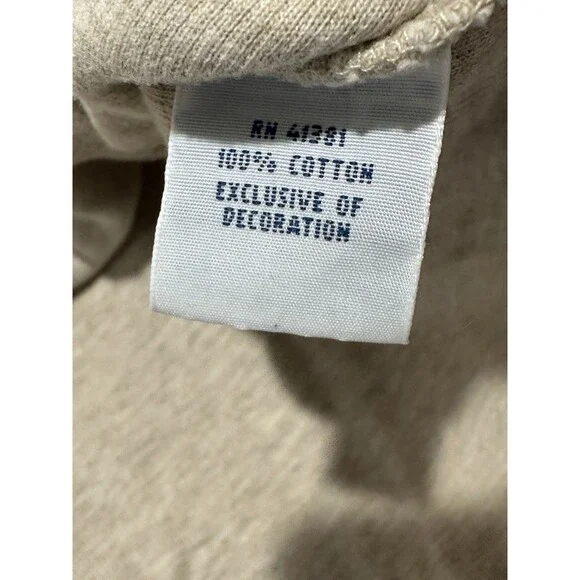 RN 41381
100% COTTON
EXCLUSIVE OF
DECORATION